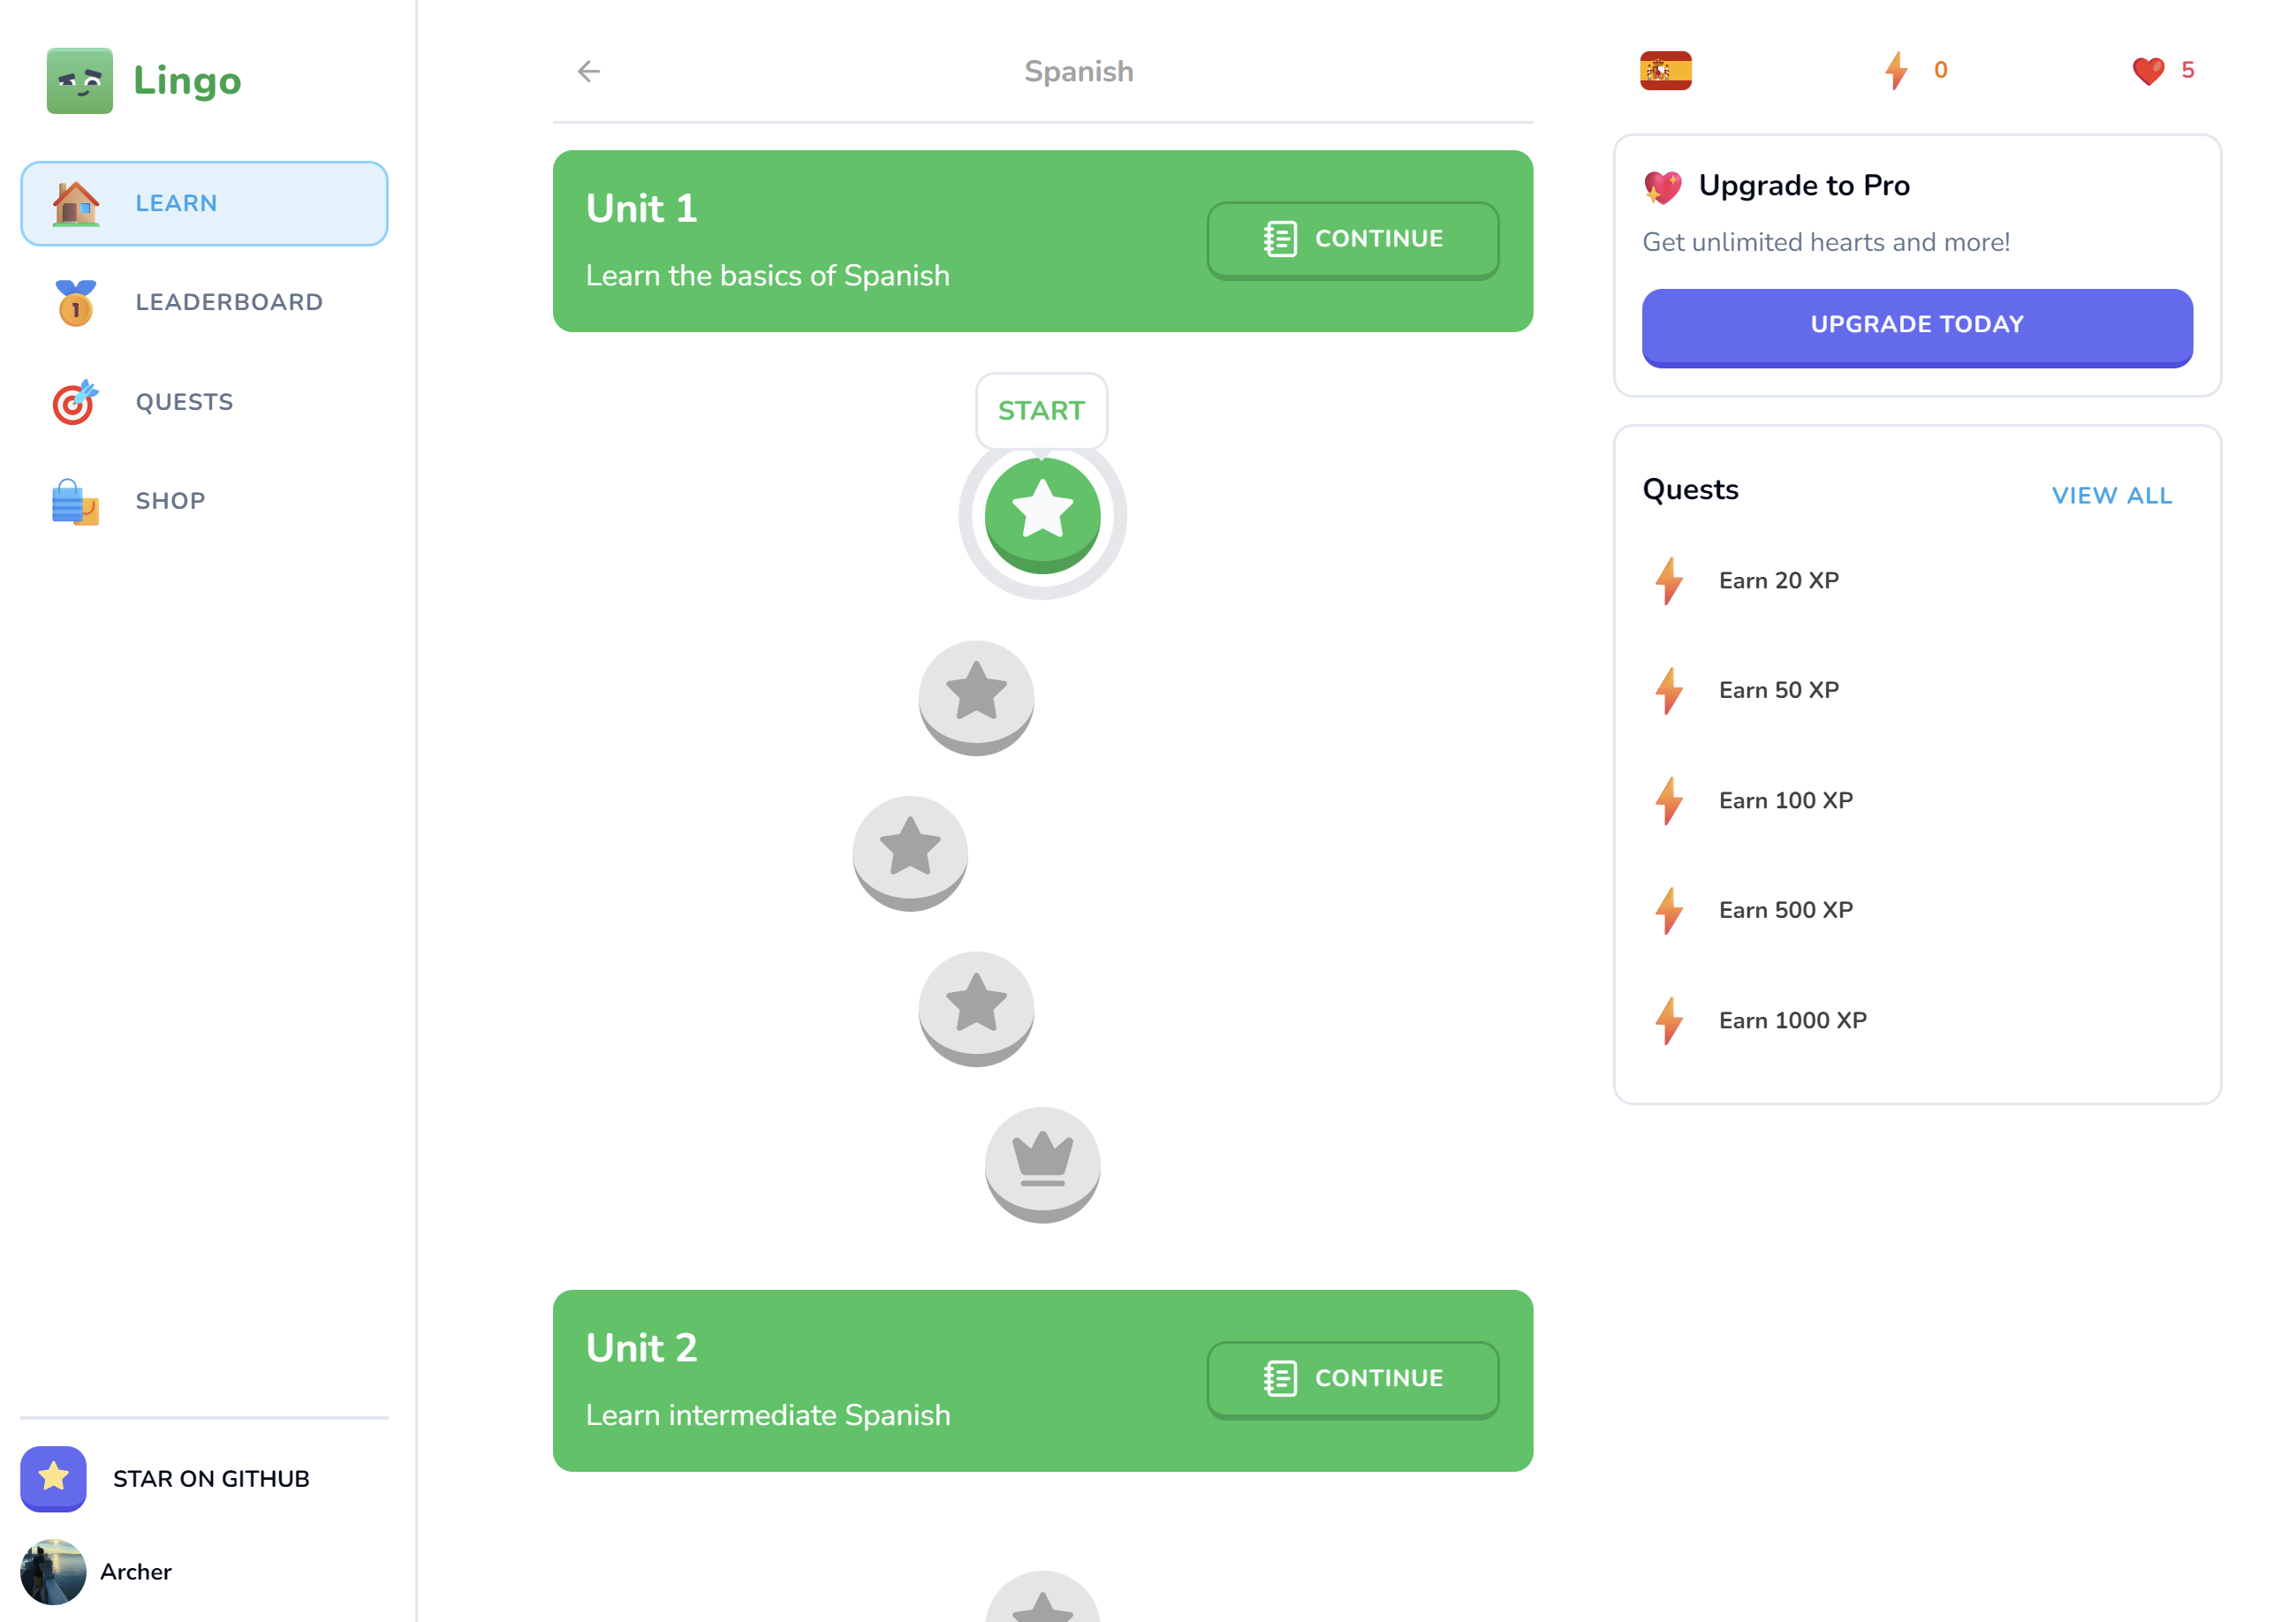 Lingo
LEARN
LEADERBOARD
QUESTS
SHOP
STAR ON GITHUB
Archer
Spanish
Unit 1
Learn the basics of Spanish
CONTINUE
START
Unit 2
Learn intermediate Spanish
CONTINUE
0
5
Upgrade to Pro
Get unlimited hearts and more!
UPGRADE TODAY
Quests
VIEW ALL
Earn 20 XP
Earn 50 XP
Earn 100 XP
Earn 500 XP
Earn 1000 XP